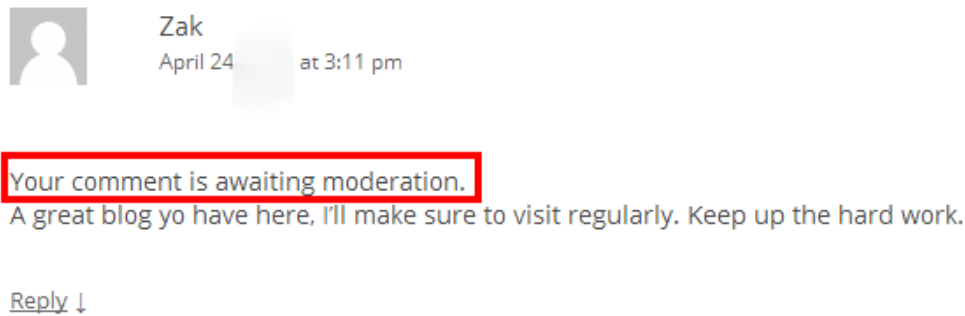 Zak
April 24 at 3:11 pm
Your comment is awaiting moderation.
A great blog yo have here, I'll make sure to visit regularly. Keep up the hard work.
Reply ↓